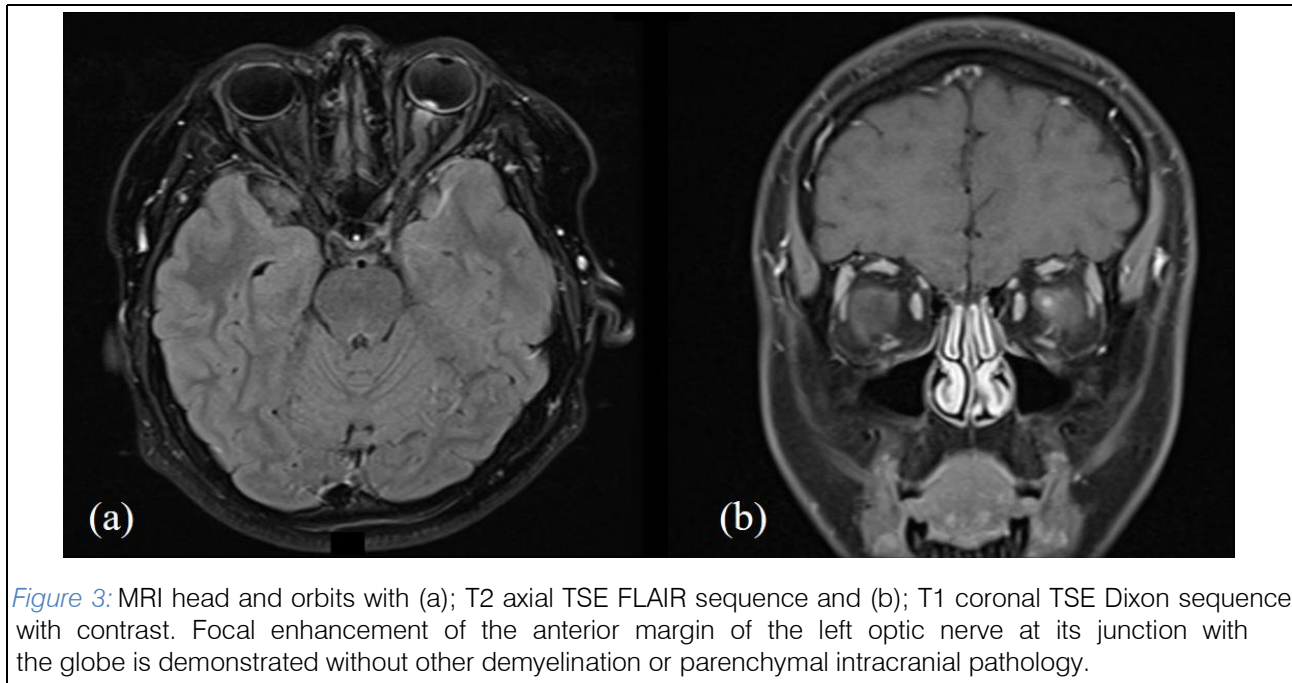 (a)
(b)
Figure 3: MRI head and orbits with (a); T2 axial TSE FLAIR sequence and (b); T1 coronal TSE Dixon sequence
with contrast. Focal enhancement of the anterior margin of the left optic nerve at its junction with
the globe is demonstrated without other demyelination or parenchymal intracranial pathology.